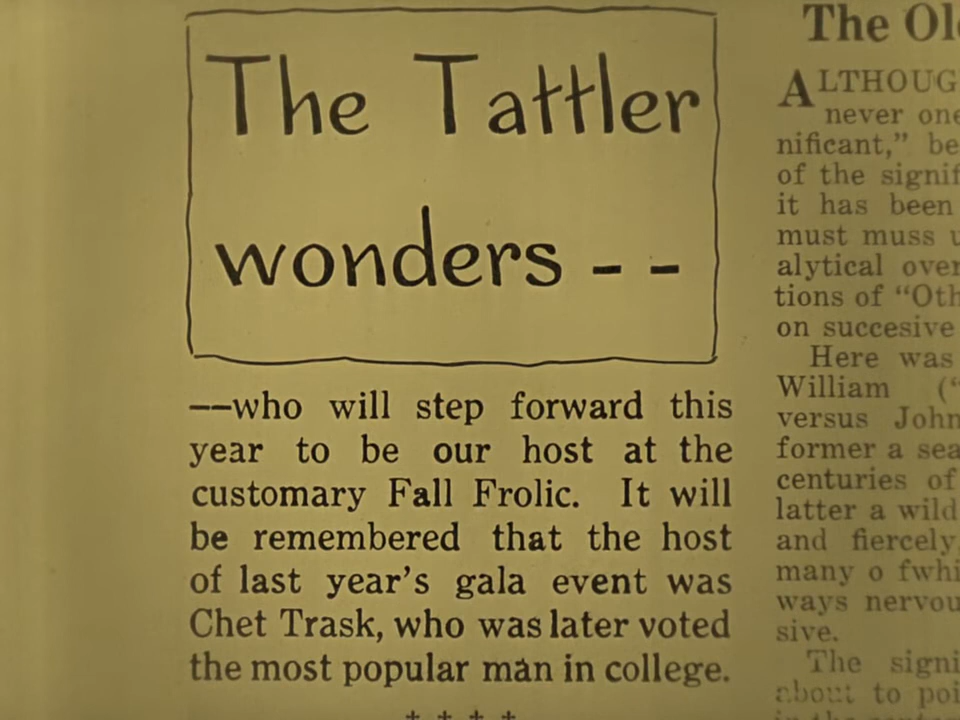 The Tattler
wonders - -
—who will step forward this
year to be our host at the
customary Fall Frolic. It will
be remembered that the host
of last year's gala event was
Chet Trask, who was later voted
the most popular man in college.
The
ALTHOUG
never one
nificant,” be
of the signif
it has been
must muss
alytical over
tions of “Oth
on succesive
Here was
William (“
versus John
former a sea
centuries of
latter a wild
and fiercely,
many o fwhi
ways nervou
sive.
The signi
about to poi